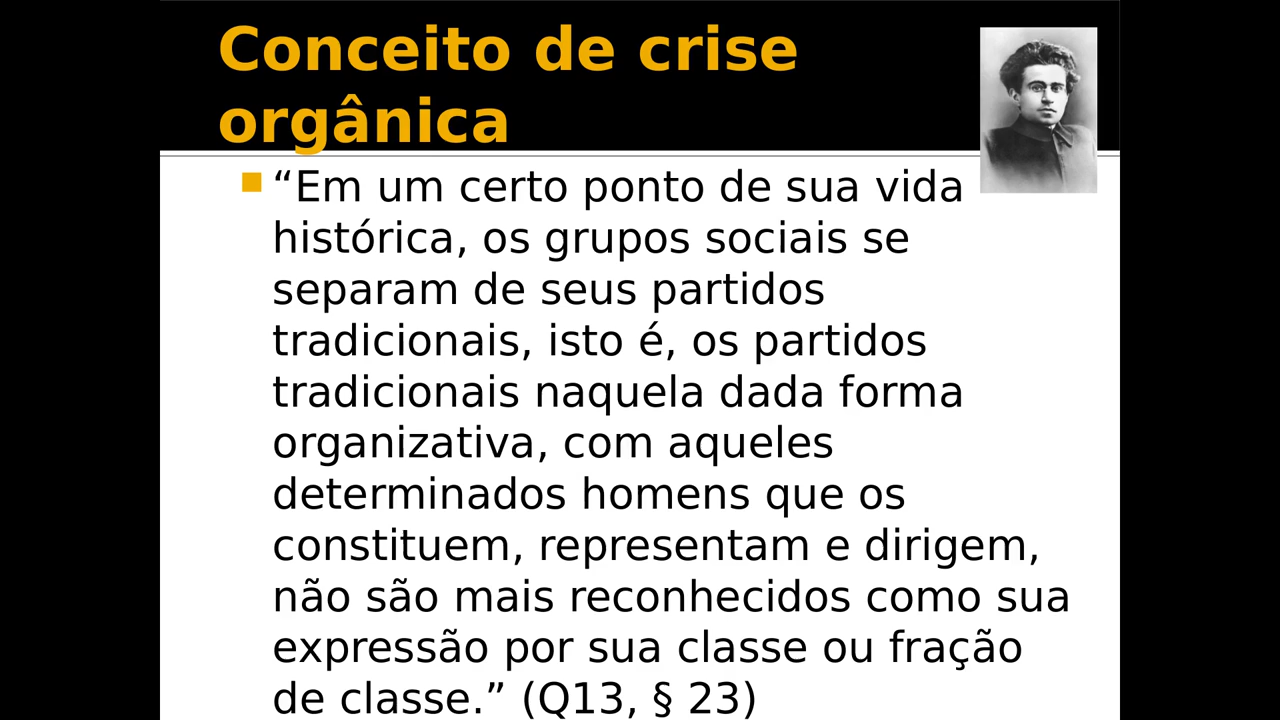 Conceito de crise
orgânica
“Em um certo ponto de sua vida
histórica, os grupos sociais se
separam de seus partidos
tradicionais, isto é, os partidos
tradicionais naquela dada forma
organizativa, com aqueles
determinados homens que os
constituem, representam e dirigem,
não são mais reconhecidos como sua
expressão por sua classe ou fração
de classe.” (Q13, § 23)